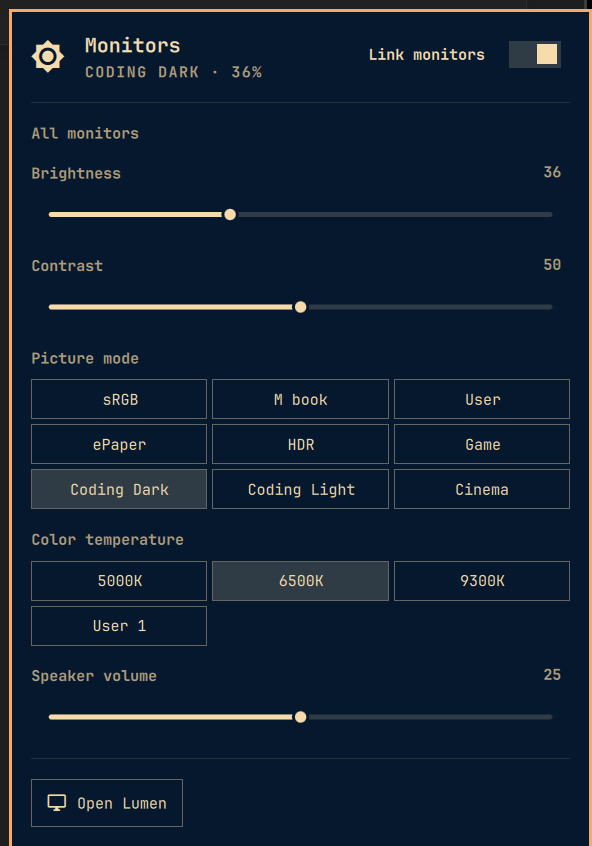 Monitors
CODING DARK · 36%
Link monitors
All monitors
Brightness 36
Contrast 50
Picture mode
sRGB M book User
ePaper HDR Game
Coding Dark Coding Light Cinema
Color temperature
5000K 6500K 9300K
User 1
Speaker volume 25
Open Lumen